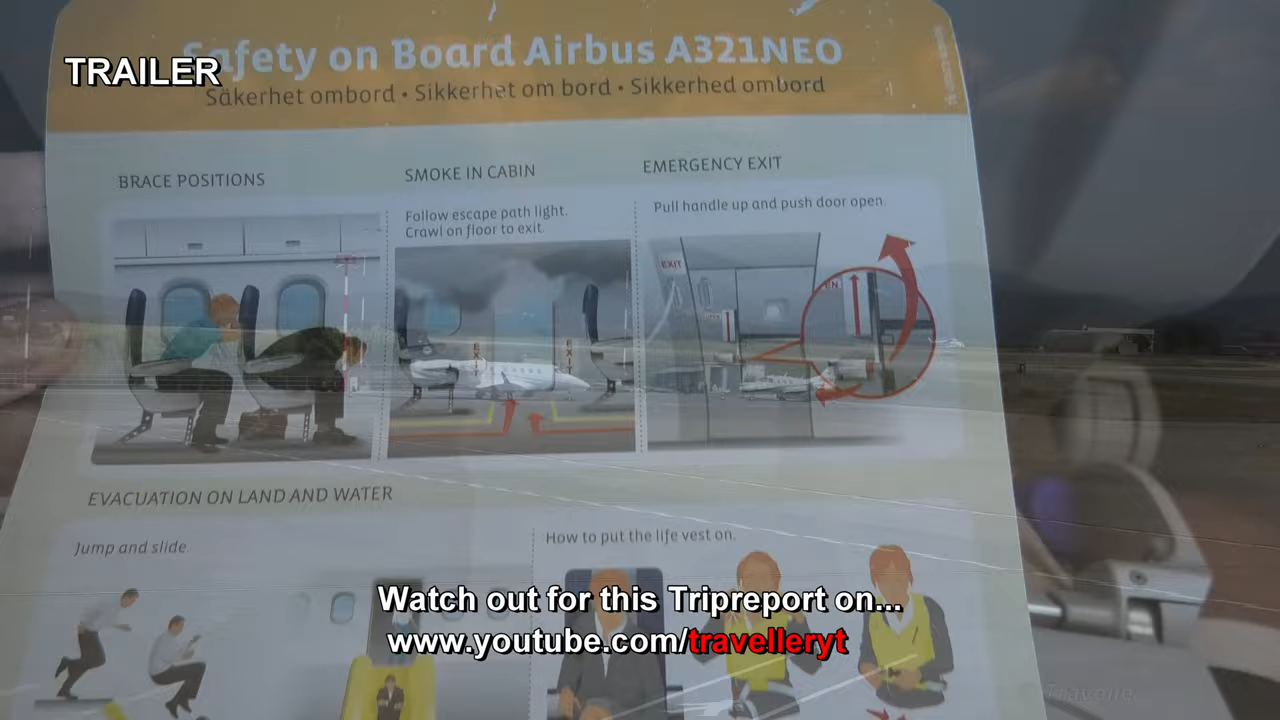 TRAILER
Safety on Board Airbus A321NEO
Säkerhet ombord • Sikkerhet om bord • Sikkerhed ombord
BRACE POSITIONS
SMOKE IN CABIN
EMERGENCY EXIT
Follow escape path light.
Crawl on floor to exit.
Pull handle up and push door open.
EXIT
EXIT
EXIT
EVACUATION ON LAND AND WATER
Jump and slide
How to put the life vest on.
Watch out for this Tripreport on...
www.youtube.com/travelleryt